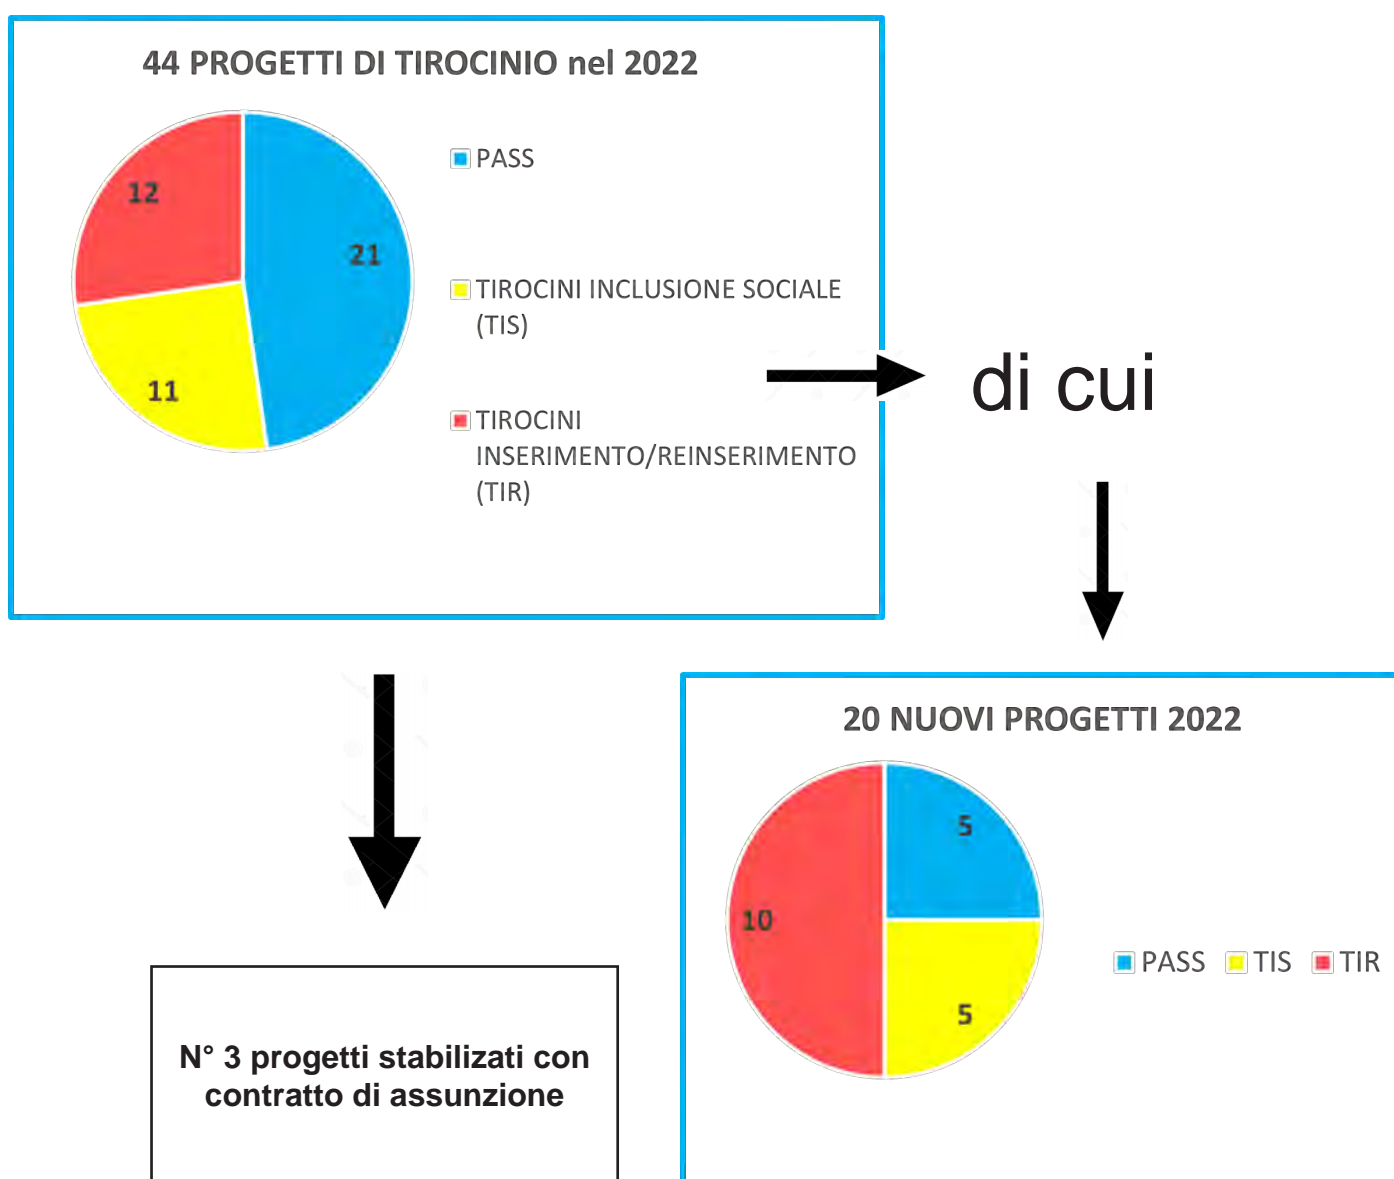 44 PROGETTI DI TIROCINIO nel 2022
12
21
11
PASS
TIROCINI INCLUSIONE SOCIALE
(TIS)
TIROCINI
INSERIMENTO/REINSERIMENTO
(TIR)
di cui
20 NUOVI PROGETTI 2022
5
10
5
PASS TIS TIR
N° 3 progetti stabilizati con
contratto di assunzione